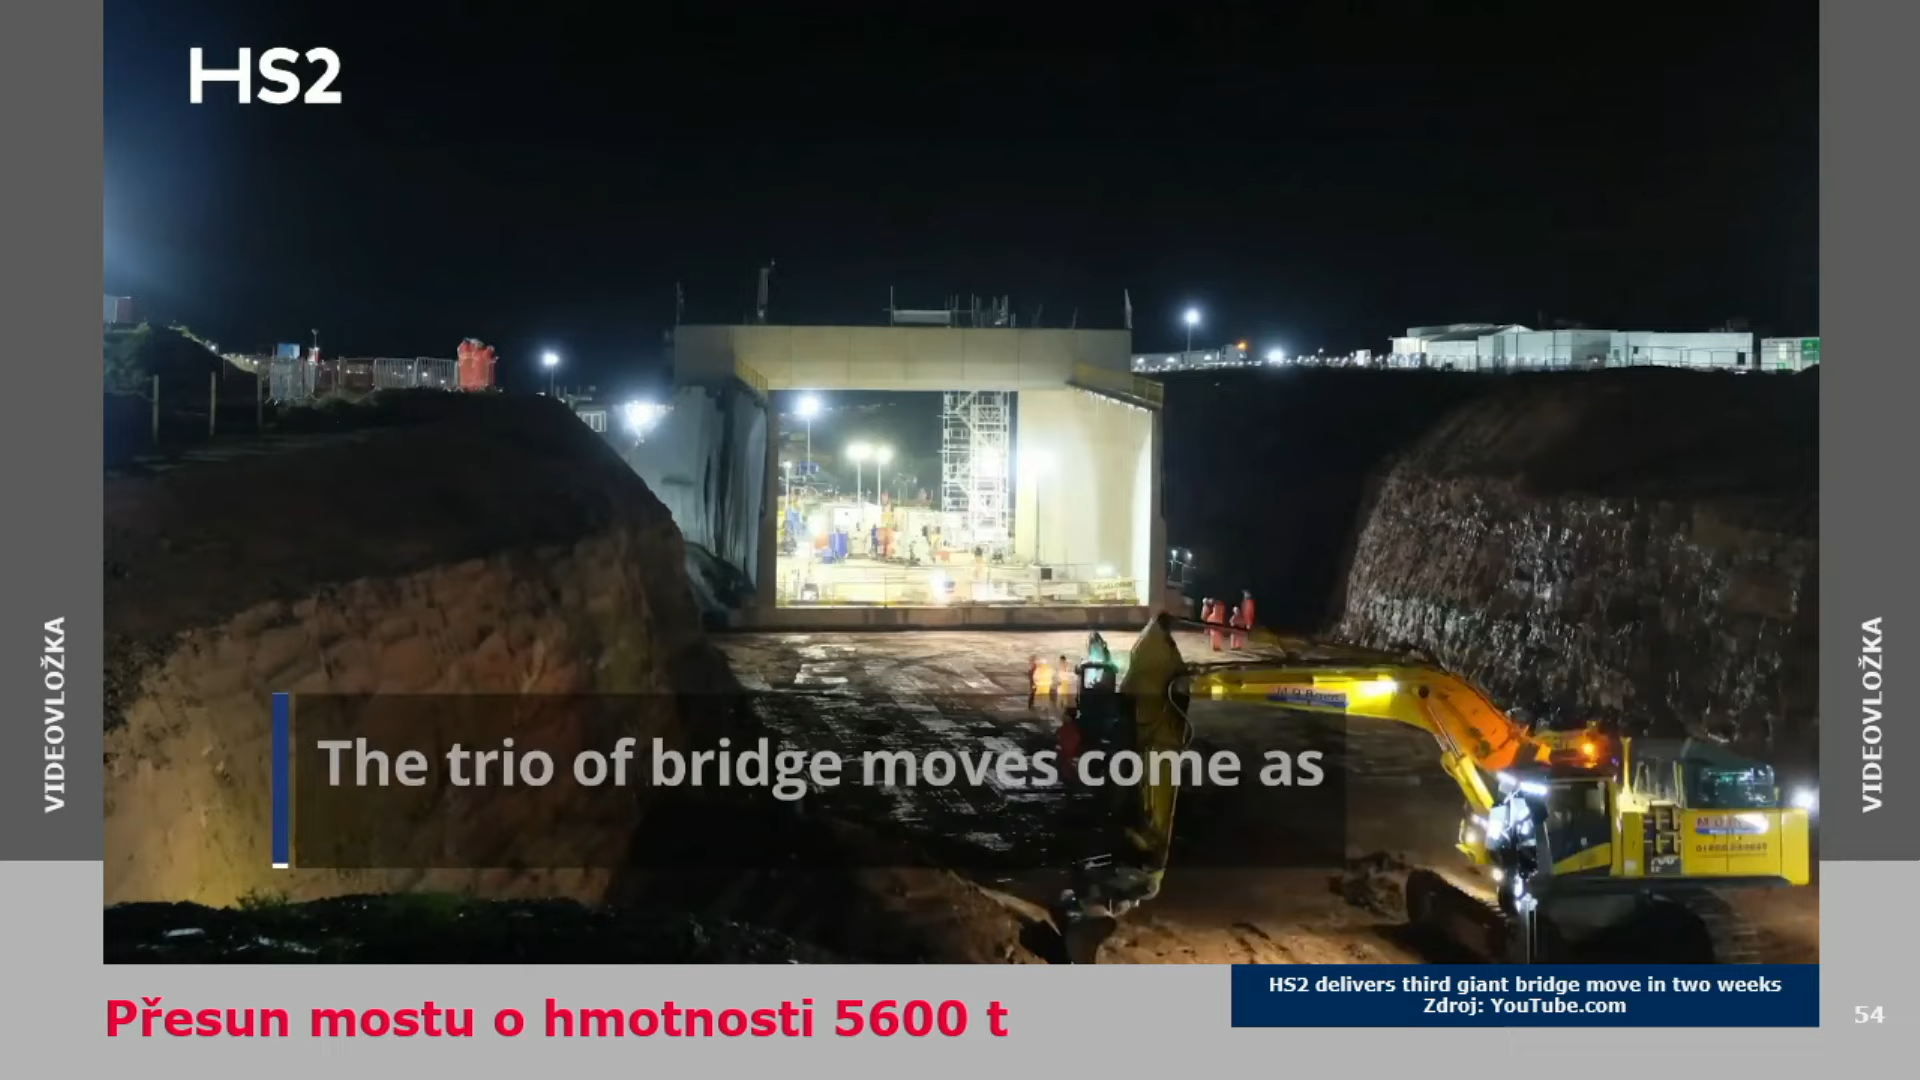 HS2
VIDEOVLOŽKA
VIDEOVLOŽKA
The trio of bridge moves come as
Přesun mostu o hmotnosti 5600 t
HS2 delivers third giant bridge move in two weeks
Zdroj: YouTube.com
54